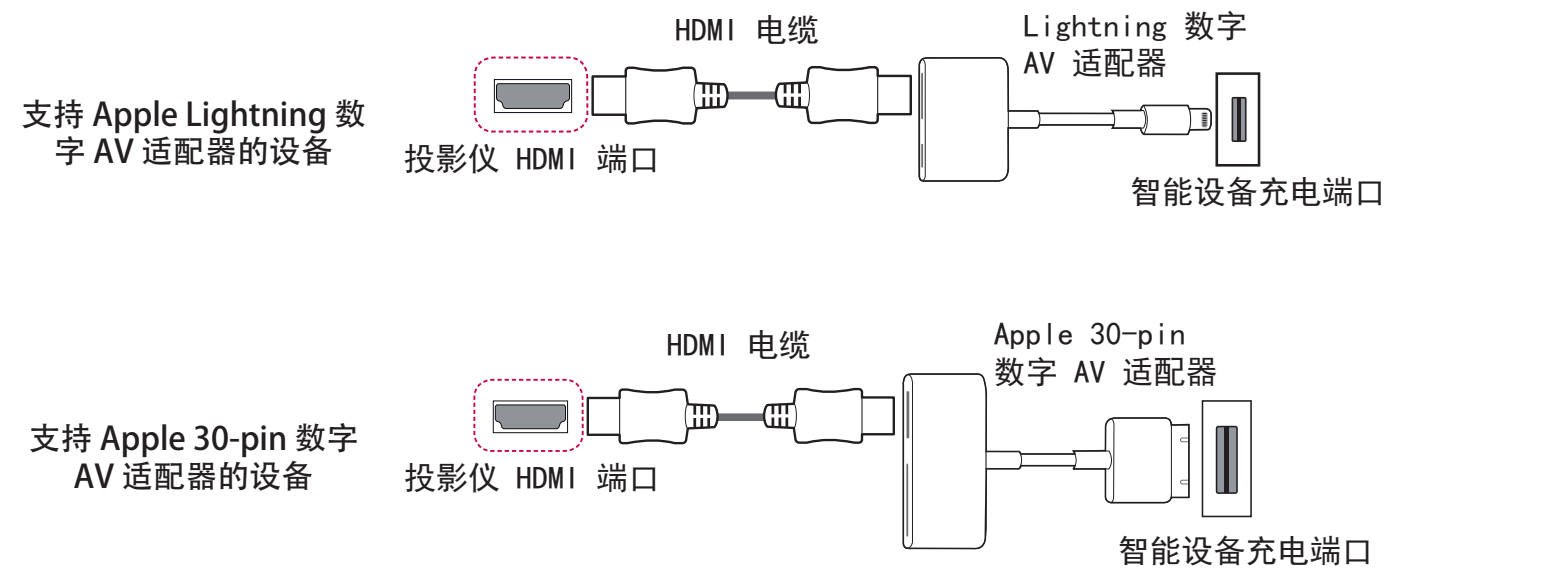 HDMI 电缆
Lightning 数字
AV 适配器
支持 Apple Lightning 数
字 AV 适配器的设备
投影仪 HDMI 端口
智能设备充电端口
HDMI 电缆
Apple 30-pin
数字 AV 适配器
支持 Apple 30-pin 数字
AV 适配器的设备
投影仪 HDMI 端口
智能设备充电端口